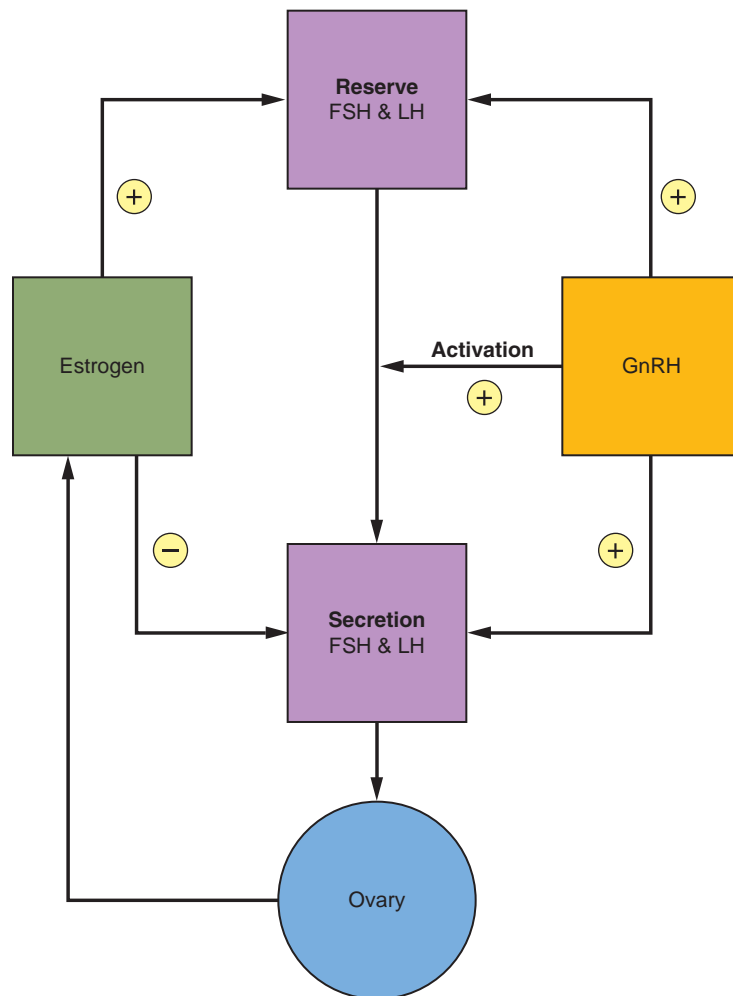 Reserve
FSH & LH
+
+
Estrogen
Activation
GnRH
+
−
+
Secretion
FSH & LH
Ovary